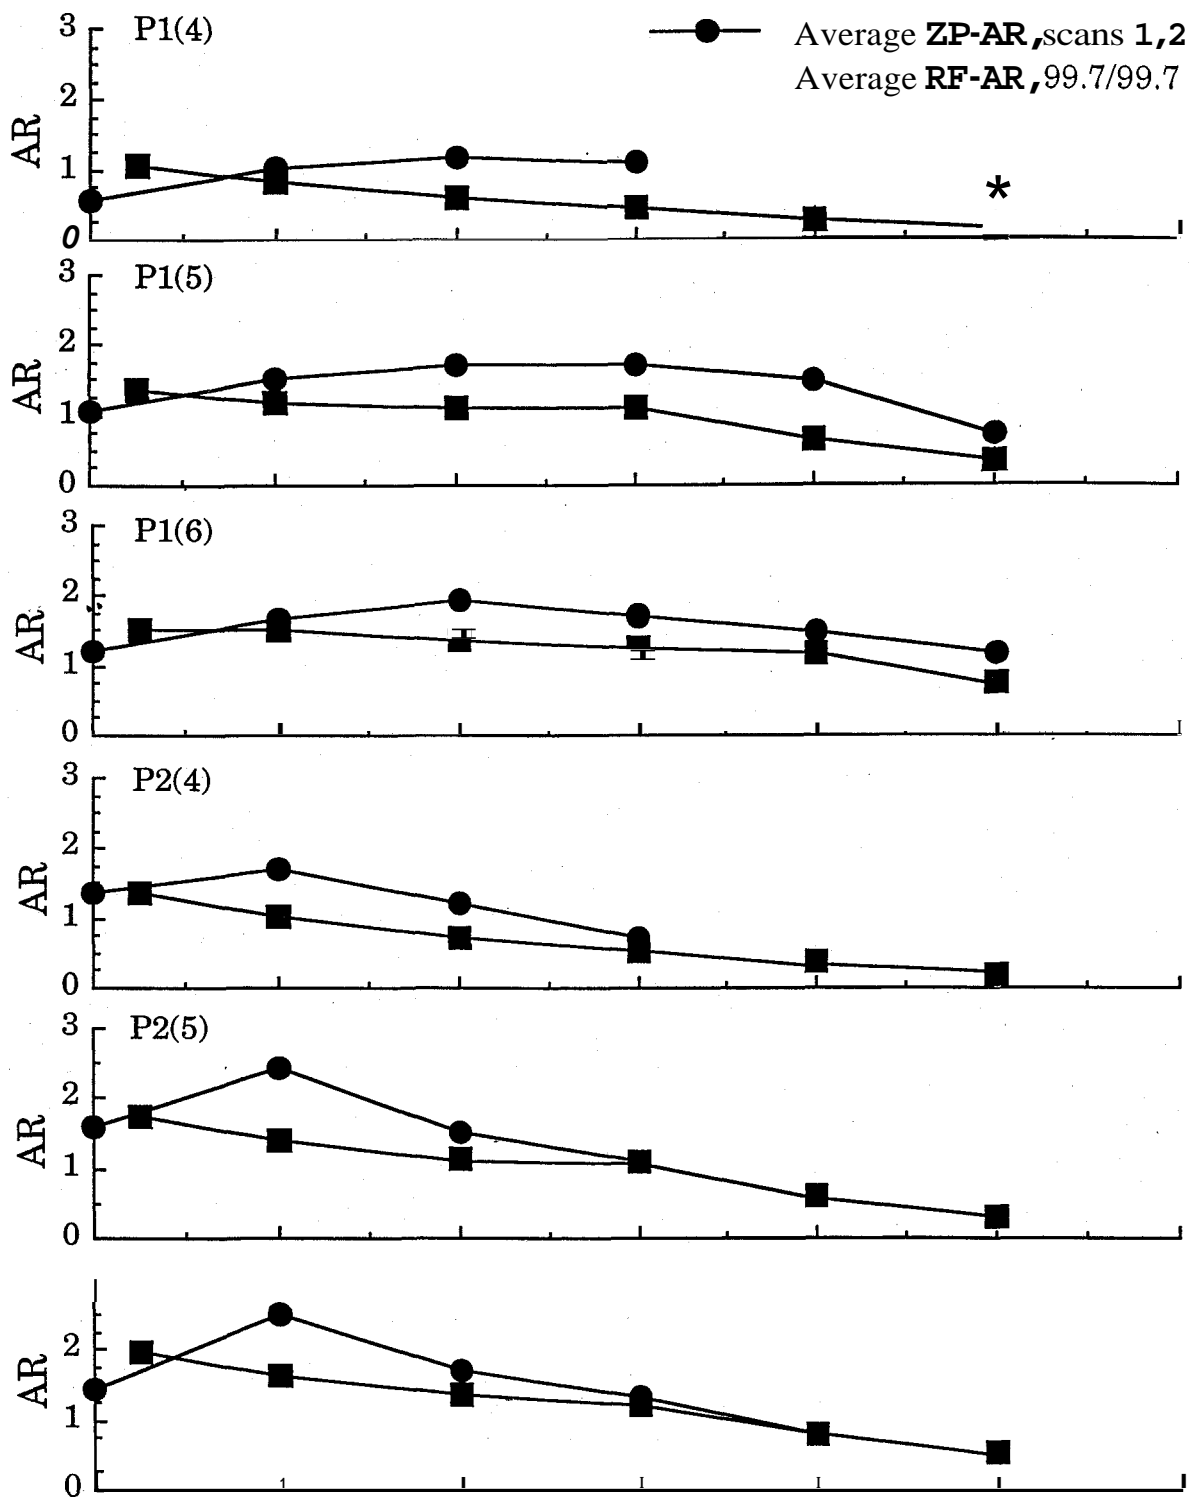 P1(4)
Average ZP-AR, scans 1,2
Average RF-AR, 99.7/99.7
3
2
1
0
AR
*
P1(5)
3
2
1
0
AR
P1(6)
3
2
1
0
AR
P2(4)
3
2
1
0
AR
P2(5)
3
2
1
0
AR
2
1
0
AR